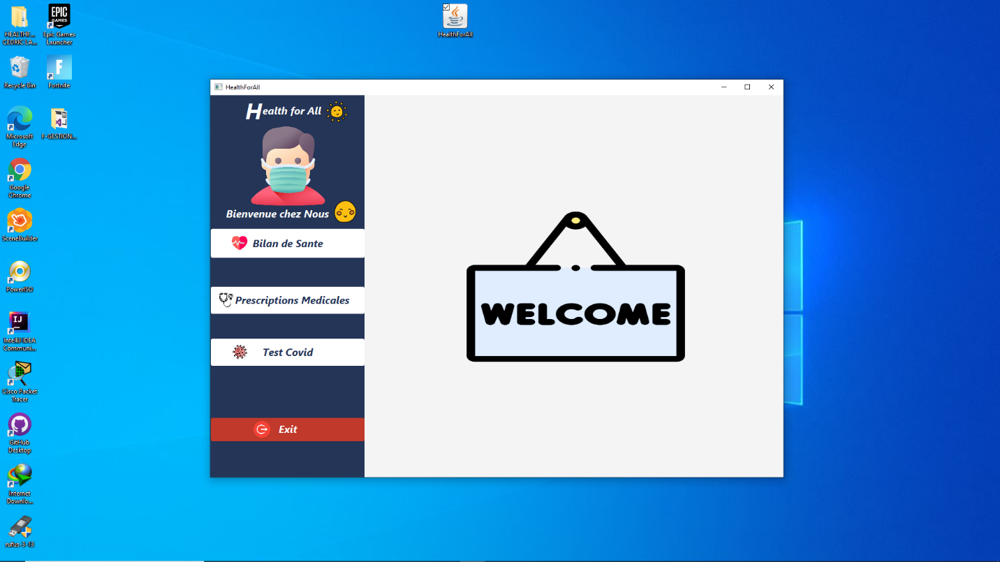 HEALTHF...
CEDRIC LA...
Epic Games
Launcher
EPIC
GAMES
Recycle Bin
F
Fortnite
Microsoft
Edge
F-GESTION...
Google
Chrome
SceneBuilder
PowerISO
IJ
IntelliJ IDEA
Communi...
Cisco Packet
Tracer
GitHub
Desktop
Internet
Downlo...
rufus-3-13
HealthForAll
HealthForAll
Health for All
Bienvenue chez Nous
Bilan de Sante
Prescriptions Medicales
Test Covid
Exit
WELCOME